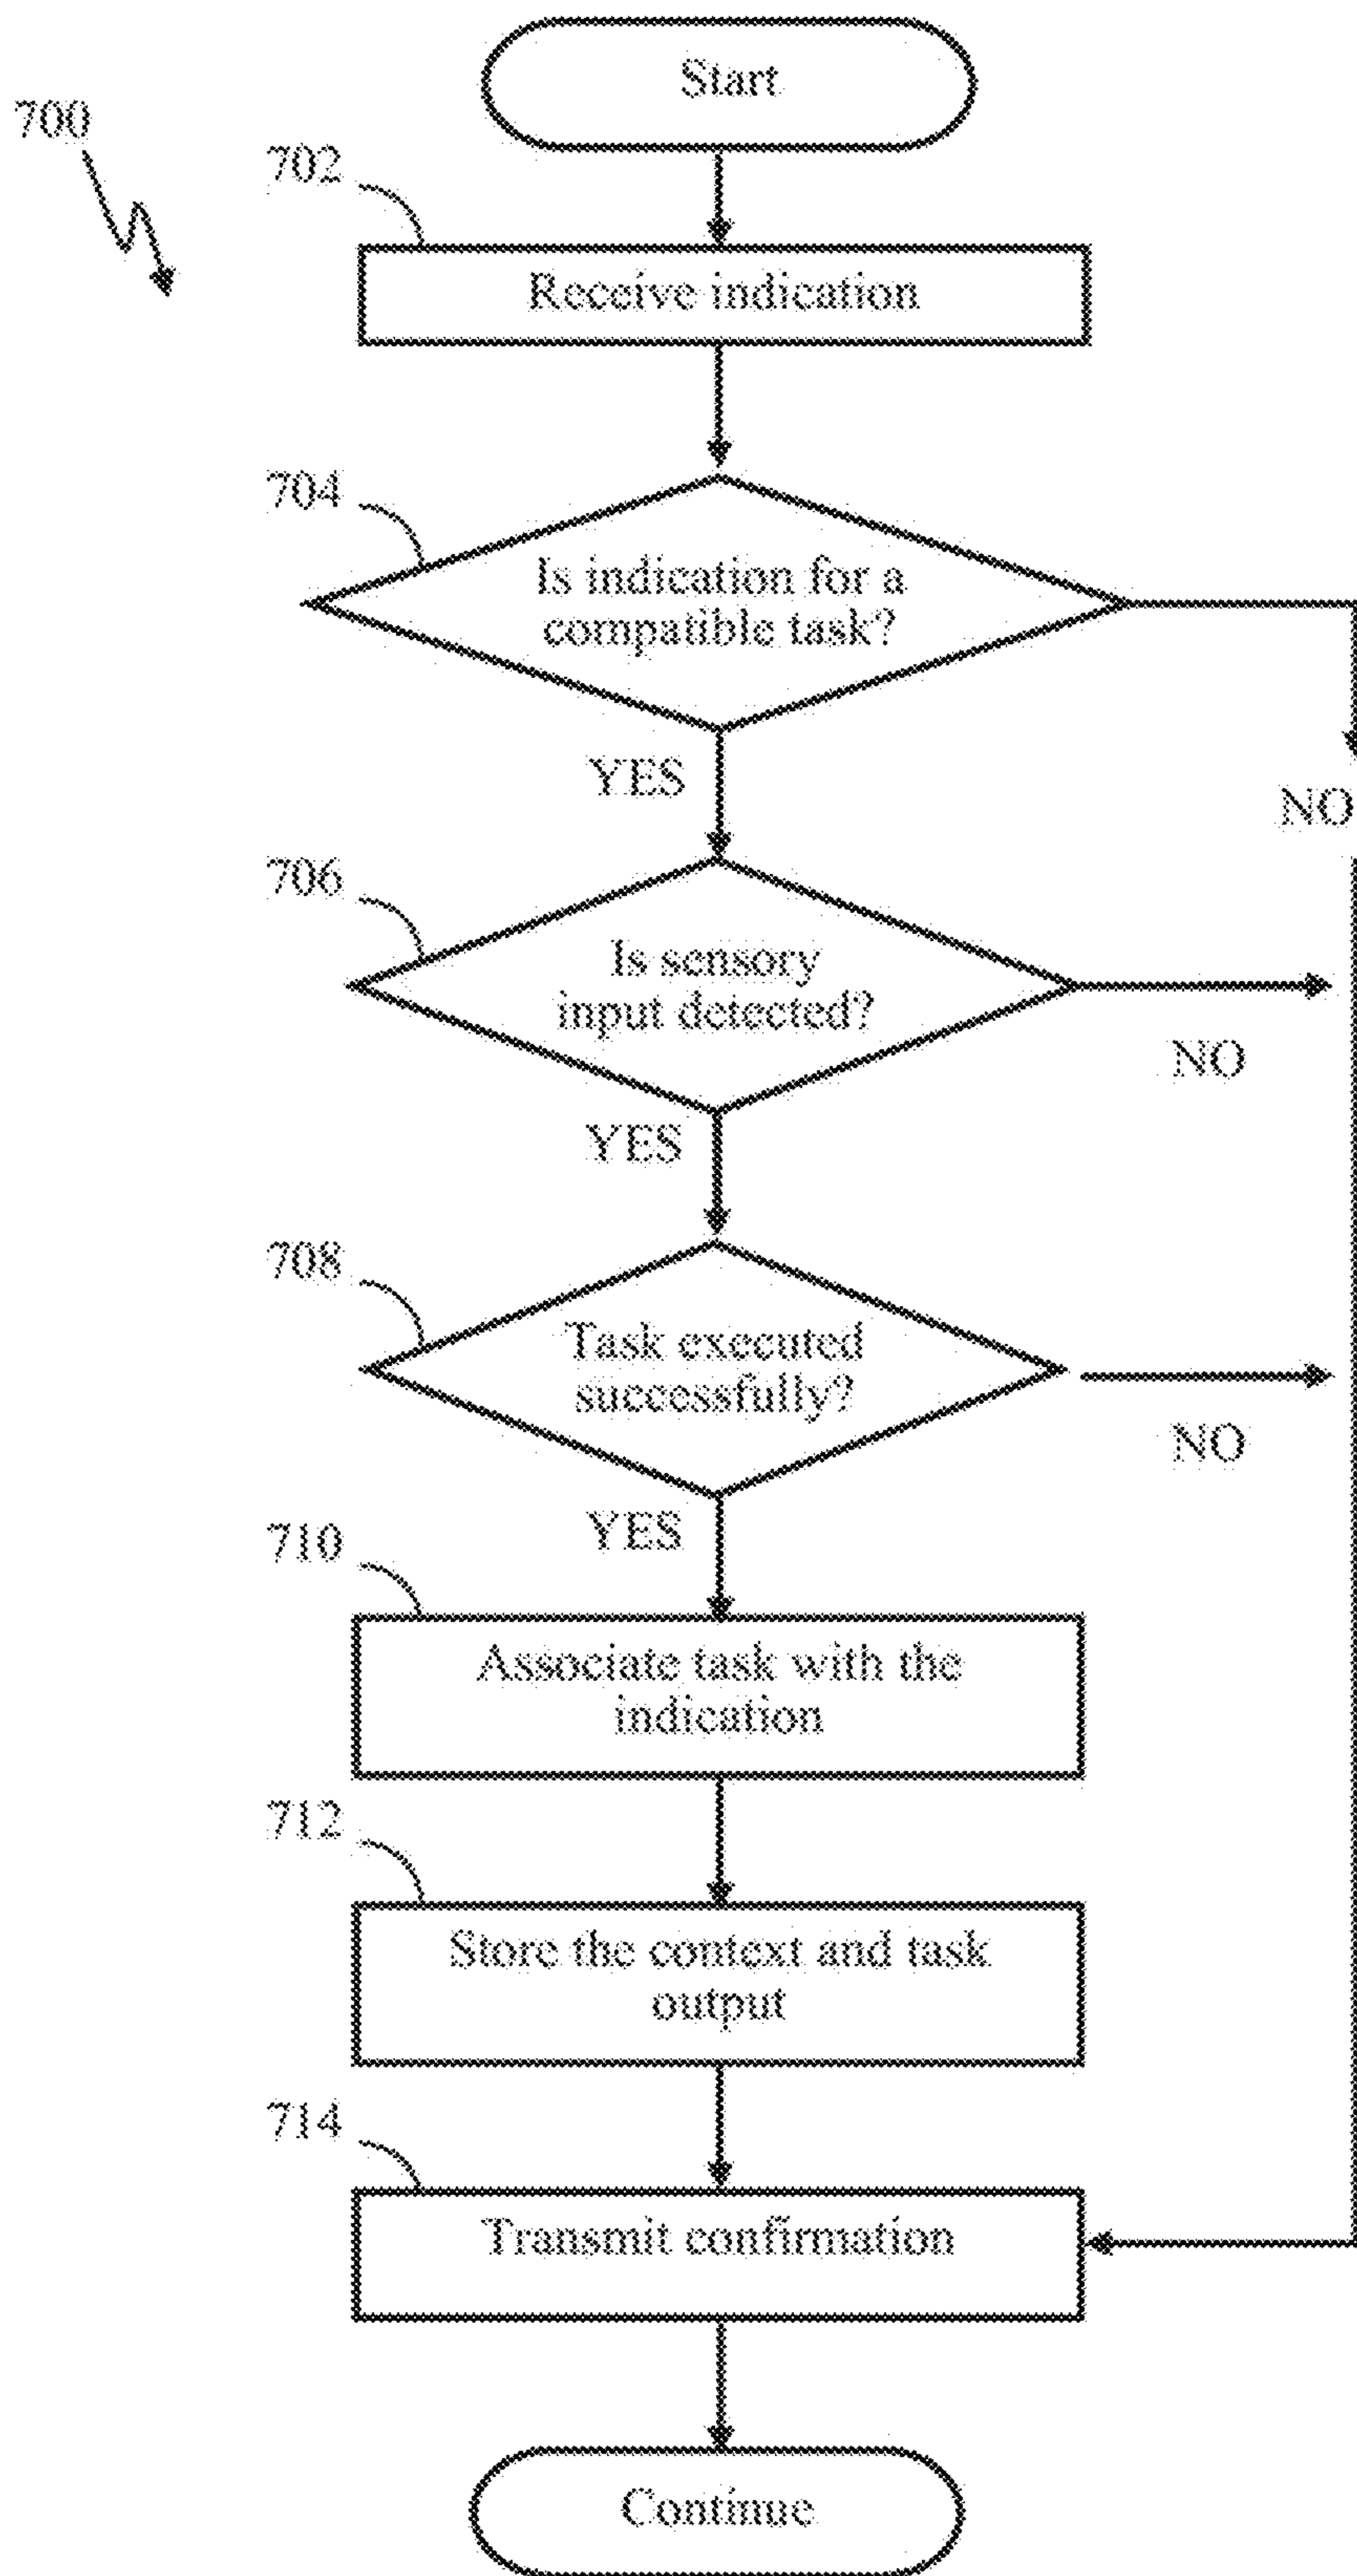 Start
700
702
Receive indication
704
Is indication for a
compatible task?
YES
NO
706
Is sensory
input detected?
NO
YES
708
Task executed
successfully?
NO
YES
710
Associate task with the
indication
712
Store the context and task
output
714
Transmit confirmation
Continue